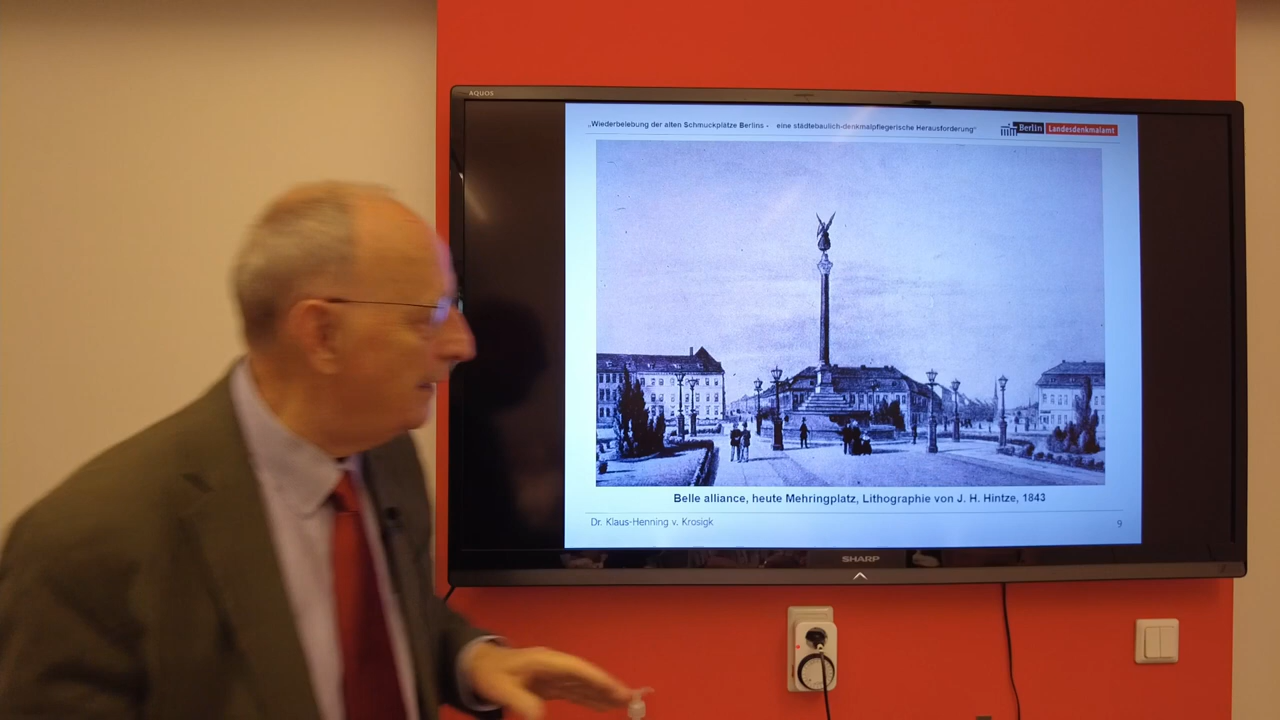 AQUOS
„Wiederbelebung der alten Schmuckplätze Berlins - eine städtebaulich-denkmalpflegerische Herausforderung“
Berlin Landesdenkmalamt
Belle alliance, heute Mehringplatz, Lithographie von J. H. Hintze, 1843
Dr. Klaus-Henning v. Krosigk
9
SHARP